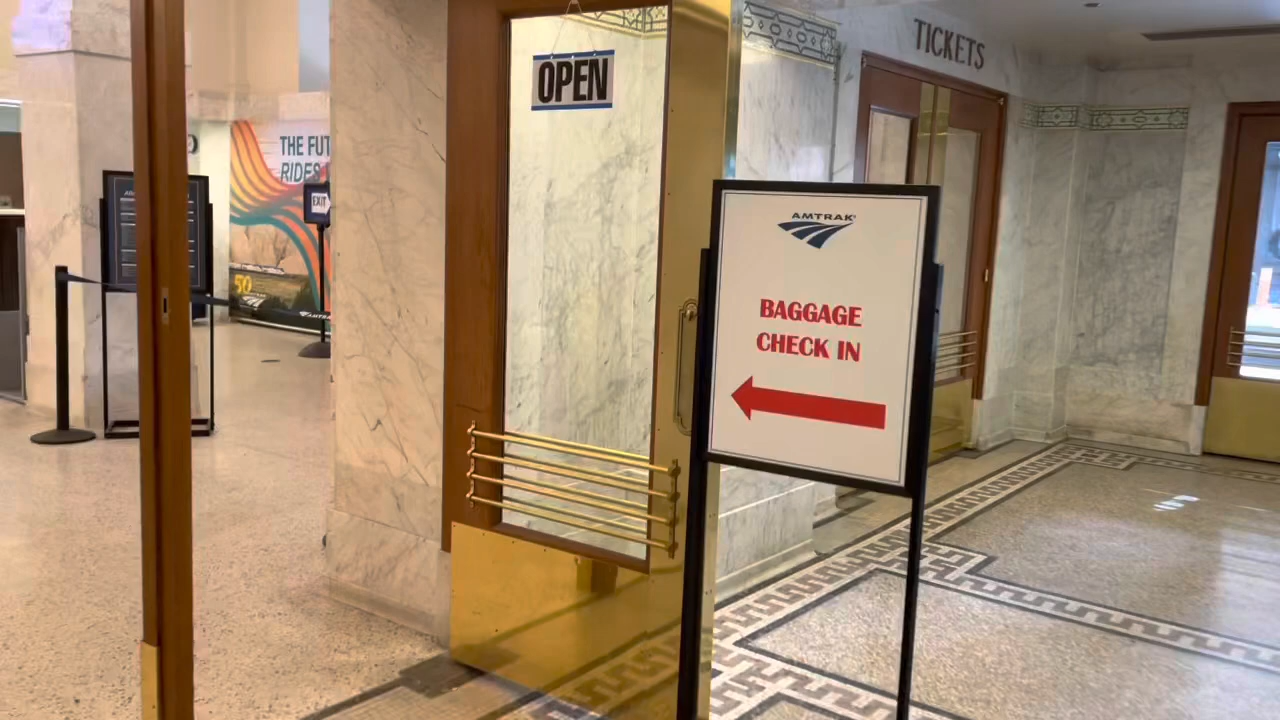 OPEN
TICKETS
THE FUT
RIDES
EXIT
50
AMTRAK
BAGGAGE
CHECK IN